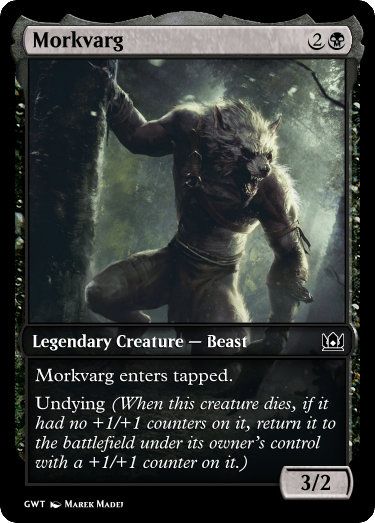 Morkvarg 2
Legendary Creature — Beast
Morkvarg enters tapped.
Undying (When this creature dies, if it
had no +1/+1 counters on it, return it to
the battlefield under its owner's control
with a +1/+1 counter on it.)
3/2
GWT Marek Madej